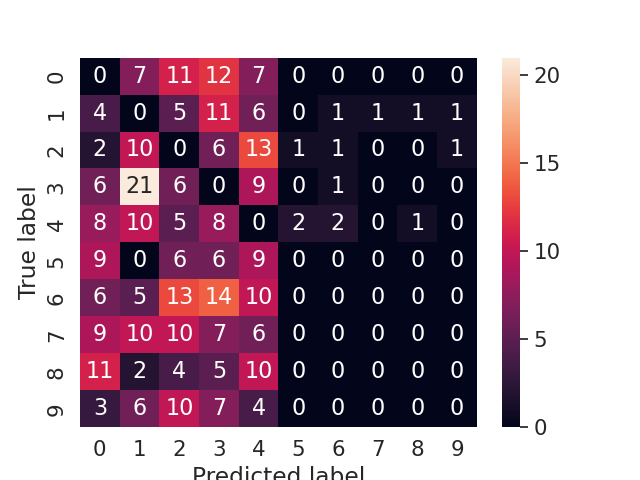 0 0 7 11 12 7 0 0 0 0 0 20
1 4 0 5 11 6 0 1 1 1 1
2 2 10 0 6 13 1 1 0 0 1 15
3 6 21 6 0 9 0 1 0 0 0
4 8 10 5 8 0 2 2 0 1 0 10
5 9 0 6 6 9 0 0 0 0 0
6 6 5 13 14 10 0 0 0 0 0
7 9 10 10 7 6 0 0 0 0 0 5
8 11 2 4 5 10 0 0 0 0 0
9 3 6 10 7 4 0 0 0 0 0 0
0 1 2 3 4 5 6 7 8 9
True label
Predicted label